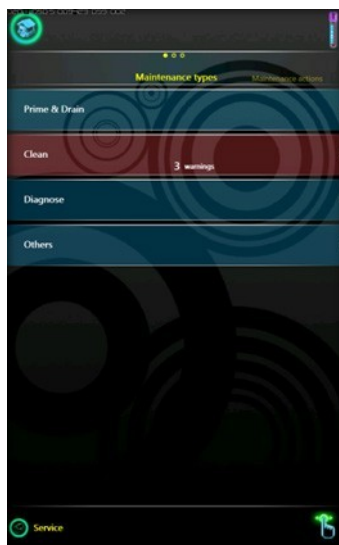 Maintenance types
Maintenance actions
Prime & Drain
Clean
3 warnings
Diagnose
Others
Service